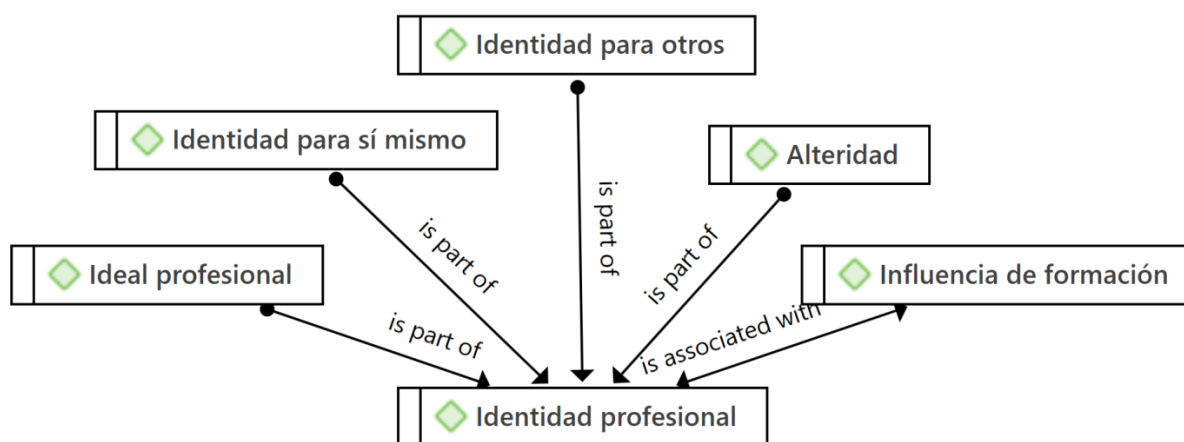 Identidad para otros
Identidad para sí mismo
Alteridad
is part of
is part of
is part of
Ideal profesional
Influencia de formación
is part of
is associated with
Identidad profesional